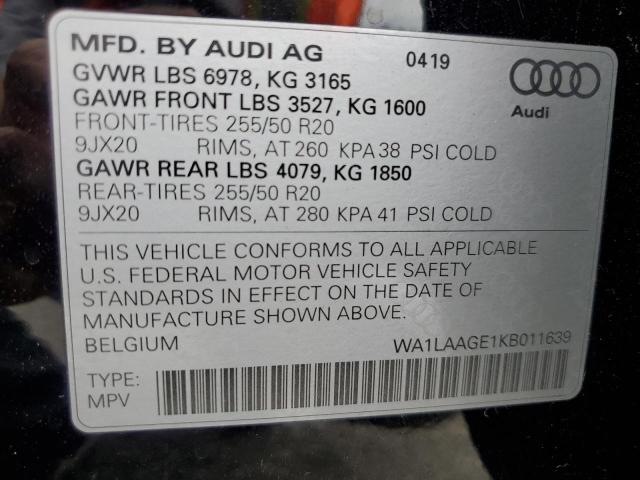 MFD. BY AUDI AG 0419
GVWR LBS 6978, KG 3165
GAWR FRONT LBS 3527, KG 1600
FRONT-TIRES 255/50 R20
9JX20 RIMS, AT 260 KPA 38 PSI COLD
Audi
GAWR REAR LBS 4079, KG 1850
REAR-TIRES 255/50 R20
9JX20 RIMS, AT 280 KPA 41 PSI COLD
THIS VEHICLE CONFORMS TO ALL APPLICABLE
U.S. FEDERAL MOTOR VEHICLE SAFETY
STANDARDS IN EFFECT ON THE DATE OF
MANUFACTURE SHOWN ABOVE.
BELGIUM WA1LAAGE1KB011639
TYPE:
MPV